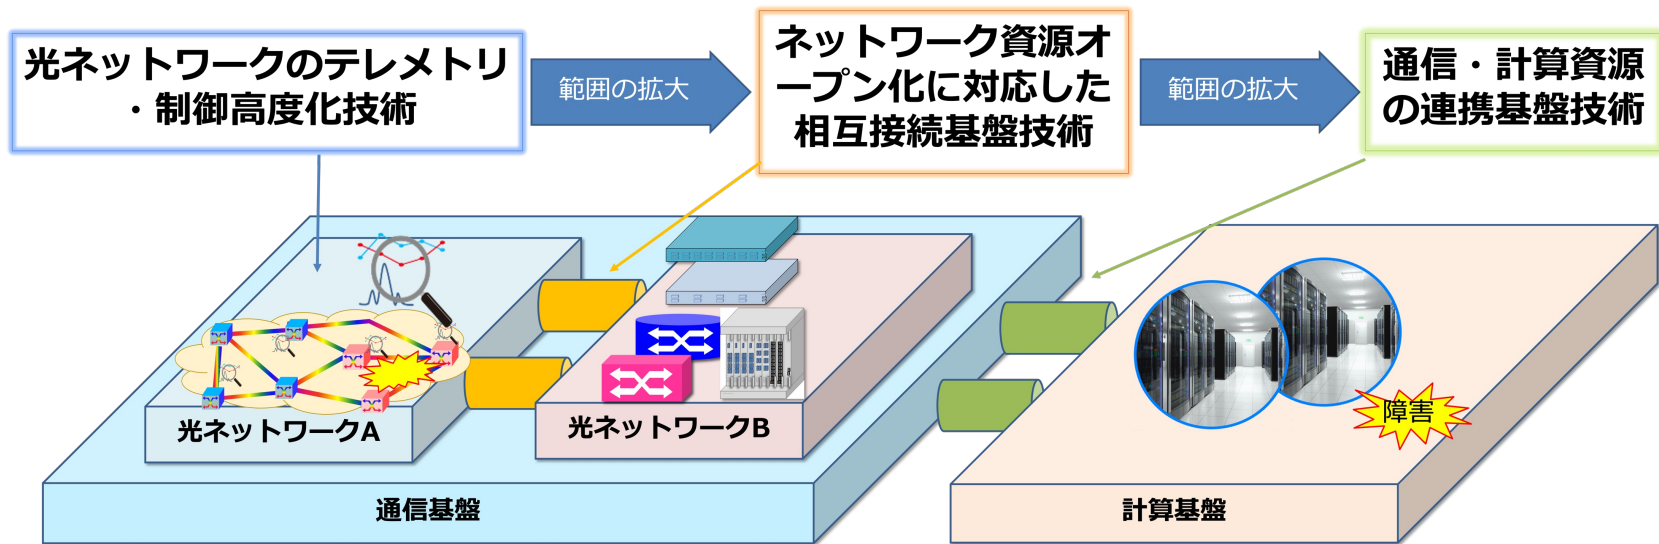 光ネットワークのテレメトリ
・制御高度化技術
範囲の拡大
ネットワーク資源オ
ープン化に対応した
相互接続基盤技術
範囲の拡大
通信・計算資源
の連携基盤技術
光ネットワークA
光ネットワークB
障害
通信基盤
計算基盤